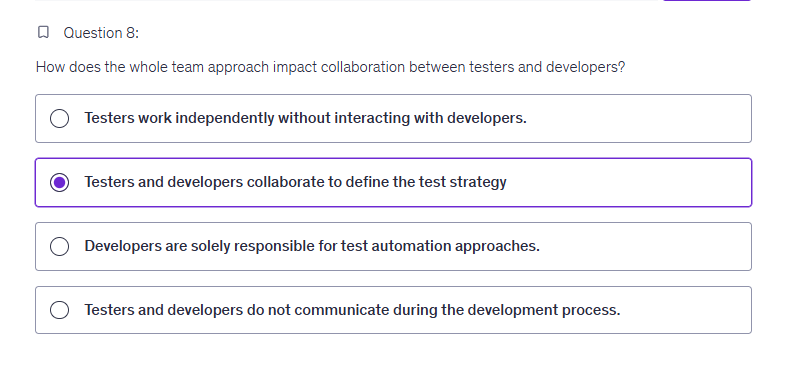 Question 8:
How does the whole team approach impact collaboration between testers and developers?
Testers work independently without interacting with developers.
Testers and developers collaborate to define the test strategy
Developers are solely responsible for test automation approaches.
Testers and developers do not communicate during the development process.